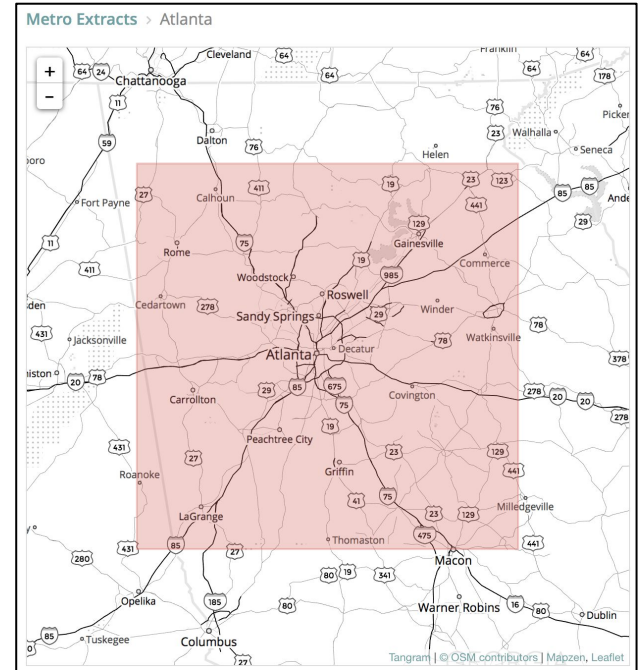 Metro Extracts › Atlanta
+
−
64
24
Cleveland
64
64
Franklin
64
178
Chattanooga
11
59
76
Picker
Dalton
76
23
Walhalla
Helen
Seneca
oro
27
Calhoun
411
19
23
123
85
85
Fort Payne
441
Ande
129
29
11
75
Gainesville
Rome
19
411
985
Commerce
Woodstock
Roswell
den
Cedartown
278
Winder
Sandy Springs
29
78
431
Jacksonville
78
Watkinsville
Decatur
Atlanta
378
niston
20
78
85
675
29
Carrollton
Covington
278
20
20
75
278
19
Peachtree City
431
23
129
27
Griffin
441
Roanoke
41
75
Milledgeville
LaGrange
23
129
475
431
85
27
Thomaston
441
280
Macon
80
19
341
Opelika
185
80
Warner Robins
16
80
Dublin
85
Tuskegee
Columbus
27
Tangram | © OSM contributors | Mapzen, Leaflet